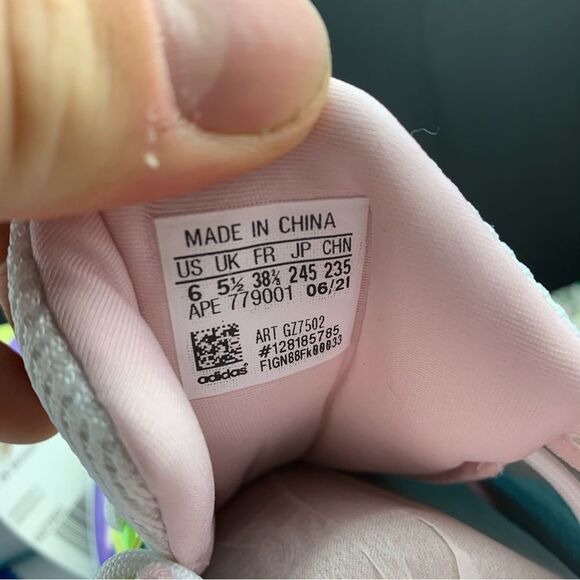 MADE IN CHINA
US UK FR JP CHN
6 5½ 38⅔ 245 235
APE 779001 06/21
ART GZ7502
#128185785
FIGN88FK00033
adidas